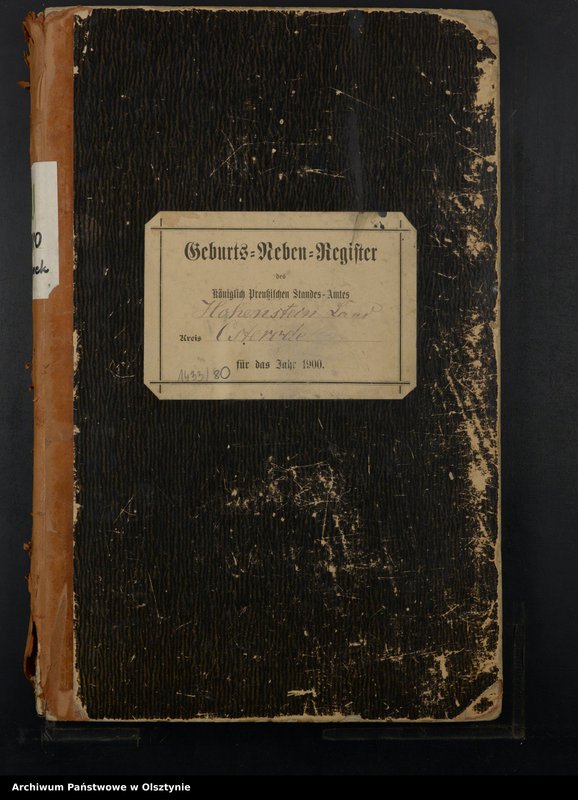 Geburts=Neben=Register
des
Königlich Preußischen Standes=Amtes
Hohenstein Land
Kreis Osterode
für das Jahr 1900.
1433/80
Archiwum Państwowe w Olsztynie